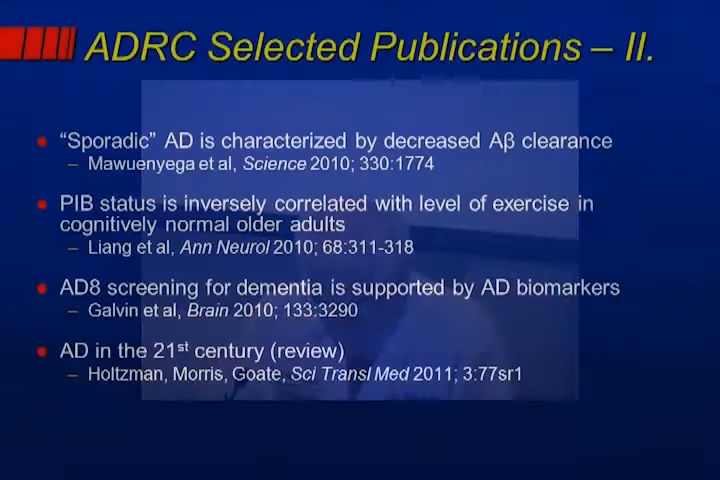 ADRC Selected Publications – II.
• “Sporadic” AD is characterized by decreased Aβ clearance
– Mawuenyega et al, Science 2010; 330:1774
• PIB status is inversely correlated with level of exercise in
cognitively normal older adults
– Liang et al, Ann Neurol 2010; 68:311-318
• AD8 screening for dementia is supported by AD biomarkers
– Galvin et al, Brain 2010; 133:3290
• AD in the 21st century (review)
– Holtzman, Morris, Goate, Sci Transl Med 2011; 3:77sr1